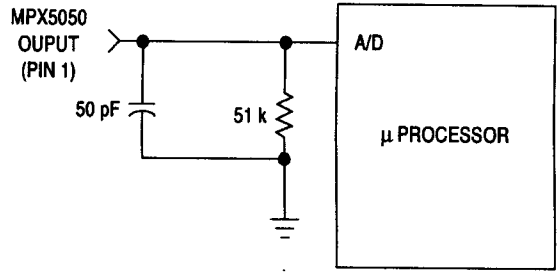 MPX5050
OUPUT
(PIN 1)
A/D
50 pF
51 k
μ PROCESSOR